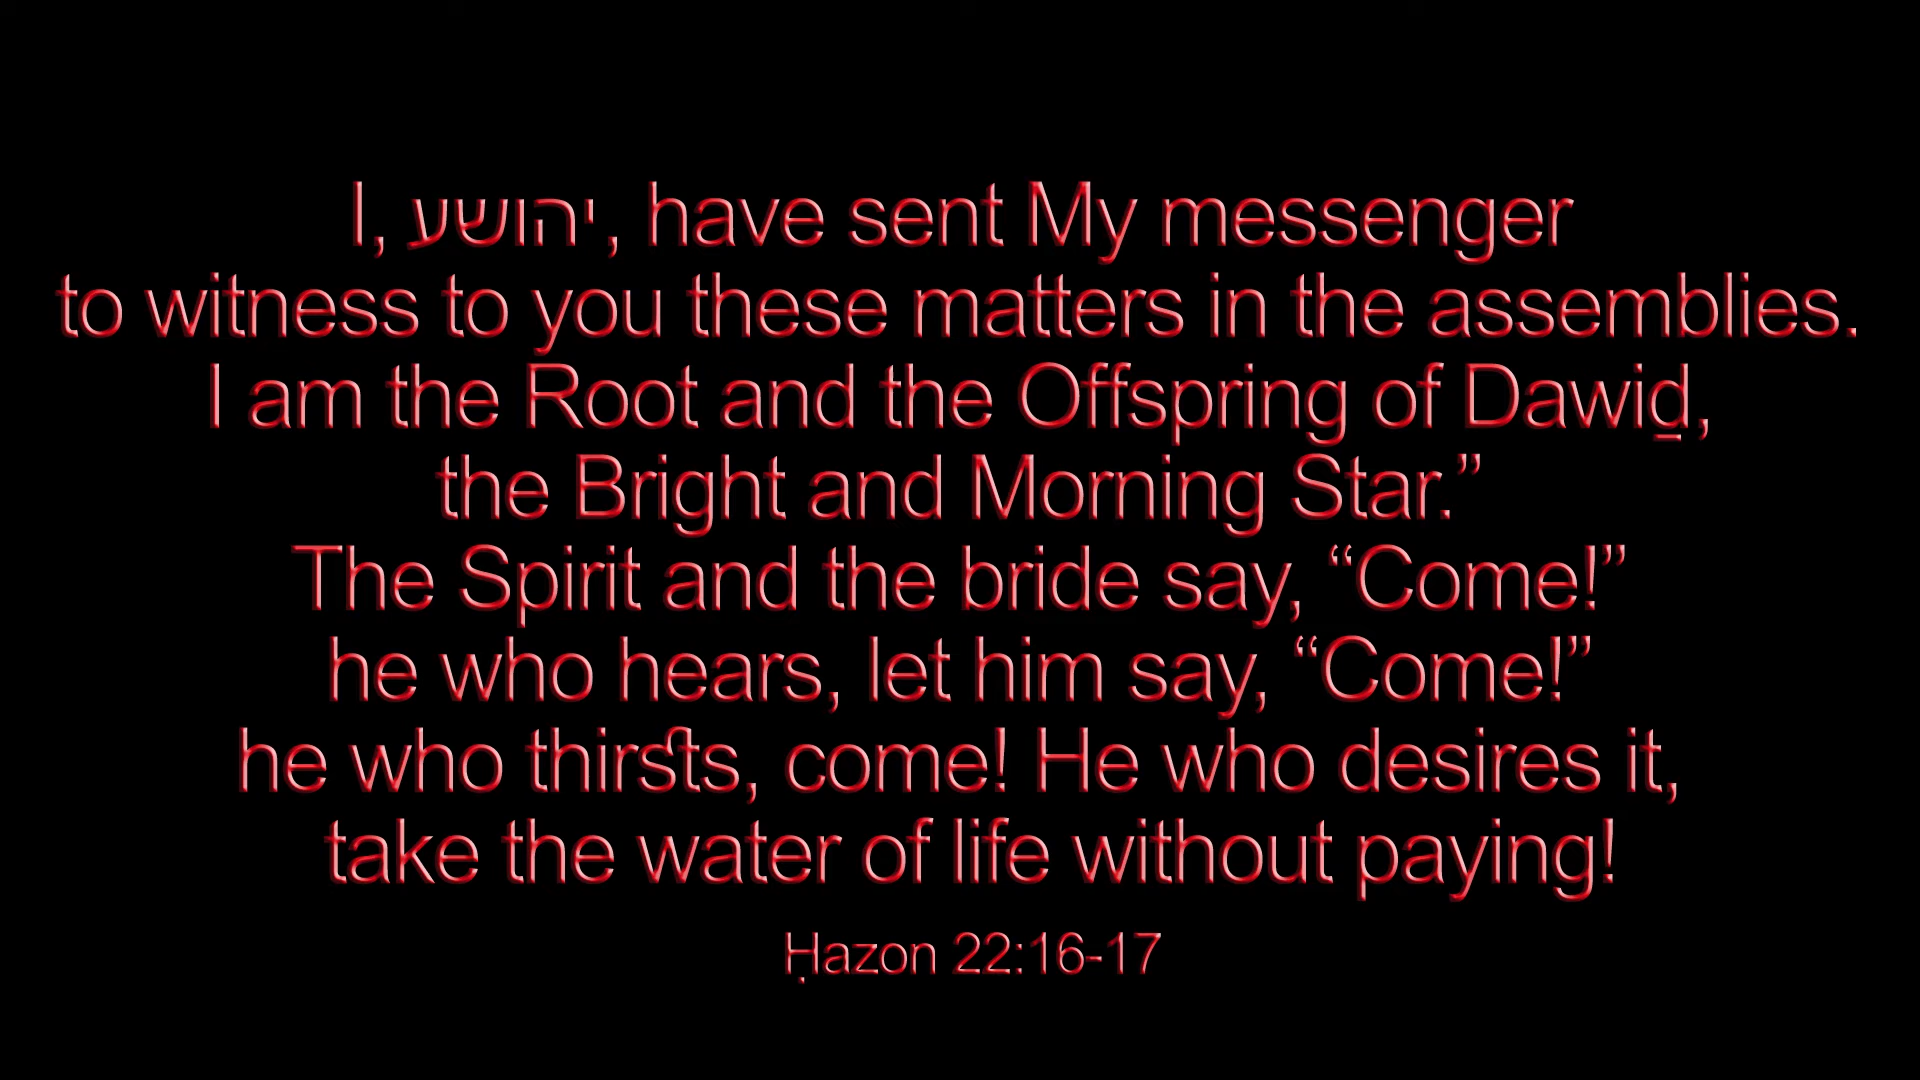 I, יהושע, have sent My messenger
to witness to you these matters in the assemblies.
I am the Root and the Offspring of Dawiḏ,
the Bright and Morning Star.”
The Spirit and the bride say, “Come!”
he who hears, let him say, “Come!”
he who thirsts, come! He who desires it,
take the water of life without paying!
Ḥazon 22:16-17